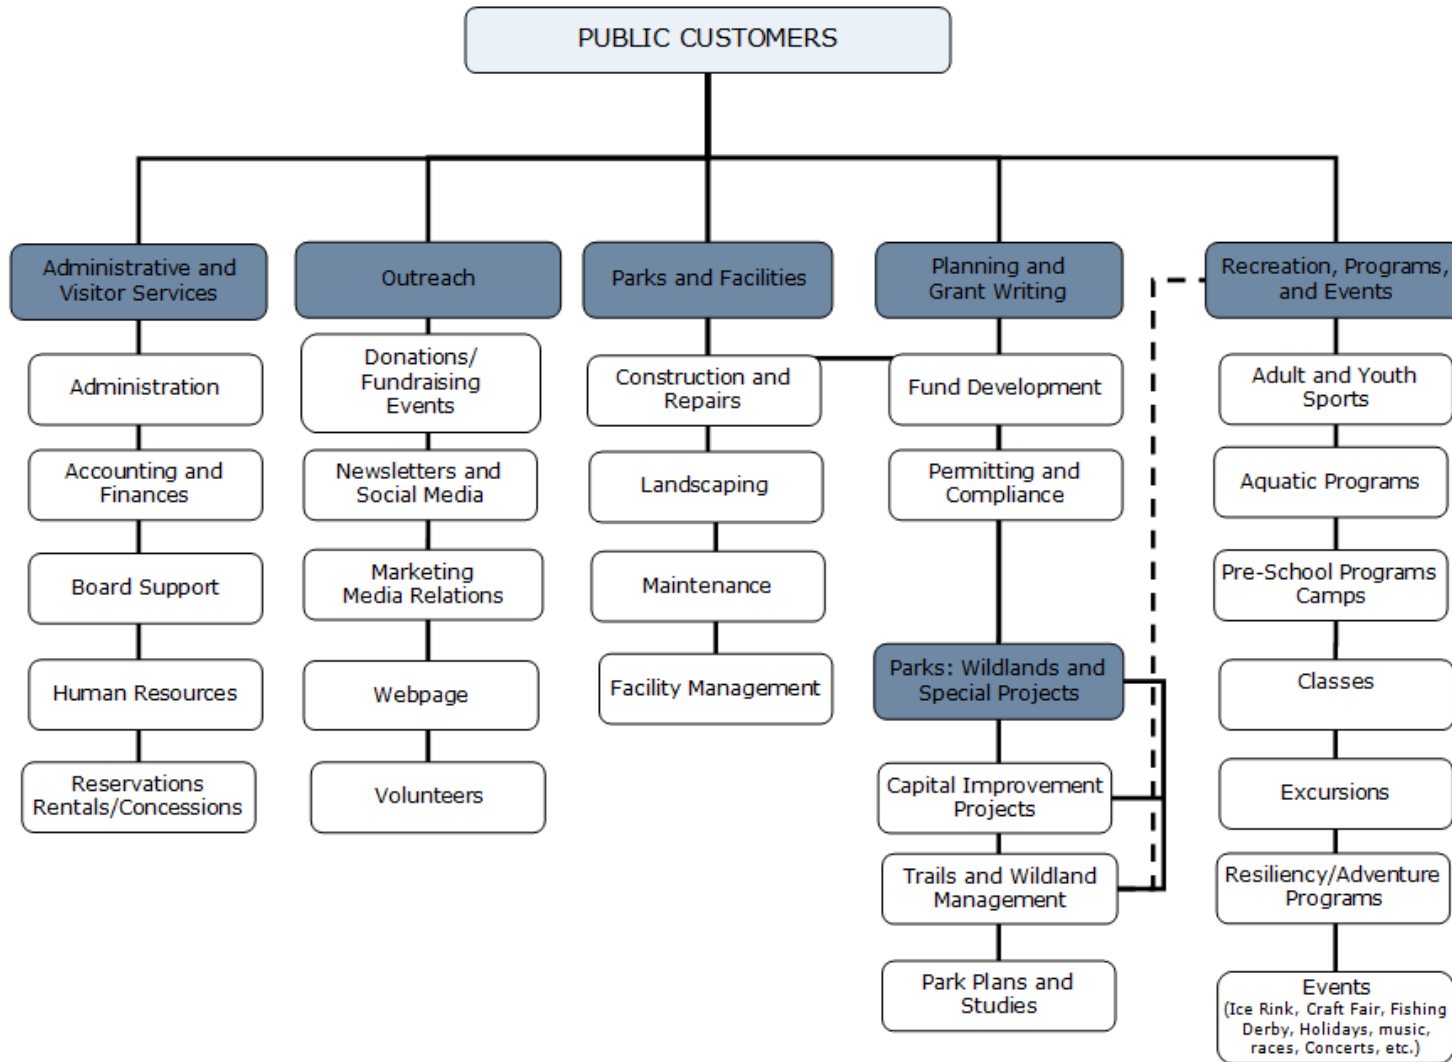 PUBLIC CUSTOMERS
Administrative and
Visitor Services
Administration
Accounting and
Finances
Board Support
Human Resources
Reservations
Rentals/Concessions
Outreach
Donations/
Fundraising
Events
Newsletters and
Social Media
Marketing
Media Relations
Webpage
Volunteers
Parks and Facilities
Construction and
Repairs
Landscaping
Maintenance
Facility Management
Planning and
Grant Writing
Fund Development
Permitting and
Compliance
Parks: Wildlands and
Special Projects
Capital Improvement
Projects
Trails and Wildland
Management
Park Plans and
Studies
Recreation, Programs,
and Events
Adult and Youth
Sports
Aquatic Programs
Pre-School Programs
Camps
Classes
Excursions
Resiliency/Adventure
Programs
Events
(Ice Rink, Craft Fair, Fishing
Derby, Holidays, music,
races, Concerts, etc.)